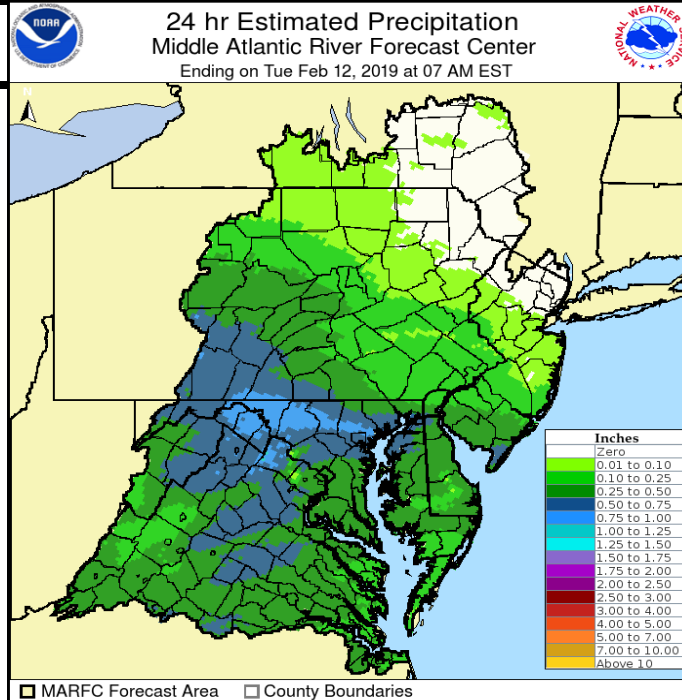 24 hr Estimated Precipitation
Middle Atlantic River Forecast Center
Ending on Tue Feb 12, 2019 at 07 AM EST
NOAA
NATIONAL WEATHER
N
Inches
Zero
0.01 to 0.10
0.10 to 0.25
0.25 to 0.50
0.50 to 0.75
0.75 to 1.00
1.00 to 1.25
1.25 to 1.50
1.50 to 1.75
1.75 to 2.00
2.00 to 2.50
2.50 to 3.00
3.00 to 4.00
4.00 to 5.00
5.00 to 7.00
7.00 to 10.00
Above 10
MARFC Forecast Area
County Boundaries